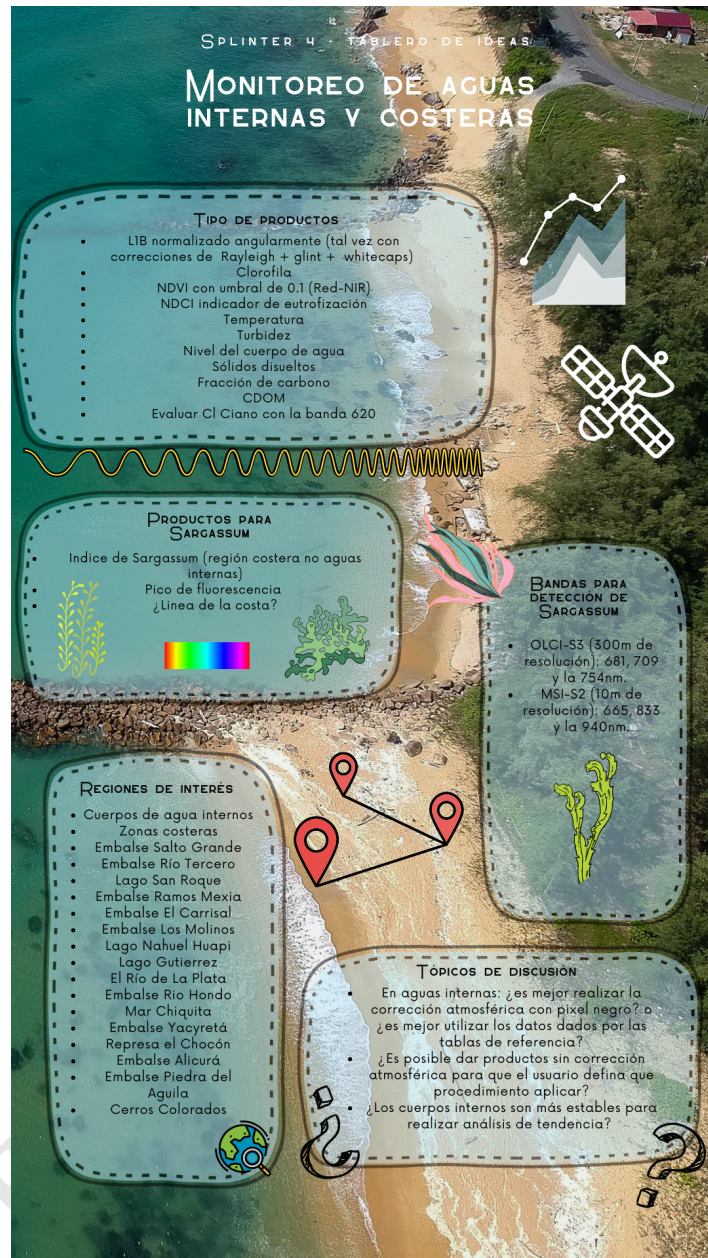 SPLINTER 4 - TABLERO DE IDEAS
MONITOREO DE AGUAS
INTERNAS Y COSTERAS
TIPO DE PRODUCTOS
• L1B normalizado angularmente (tal vez con
correcciones de Rayleigh + glint + whitecaps)
• Clorofila
• NDVI con umbral de 0.1 (Red-NIR)
• NDCI indicador de eutrofización
• Temperatura
• Turbidez
• Nivel del cuerpo de agua
• Sólidos disueltos
• Fracción de carbono
• CDOM
• Evaluar Cl Ciano con la banda 620
PRODUCTOS PARA
SARGASSUM
• Indice de Sargassum (región costera no aguas
internas)
• Pico de fluorescencia
• ¿Linea de la costa?
BANDAS PARA
DETECCIÓN DE
SARGASSUM
• OLCI-S3 (300m de
resolución): 681, 709
y la 754nm.
• MSI-S2 (10m de
resolución): 665, 833
y la 940nm.
REGIONES DE INTERÉS
• Cuerpos de agua internos
• Zonas costeras
• Embalse Salto Grande
• Embalse Río Tercero
• Lago San Roque
• Embalse Ramos Mexia
• Embalse El Carrisal
• Embalse Los Molinos
• Lago Nahuel Huapi
• Lago Gutierrez
• El Río de La Plata
• Embalse Rio Hondo
• Mar Chiquita
• Embalse Yacyretá
• Represa el Chocón
• Embalse Alicurá
• Embalse Piedra del
Aguila
• Cerros Colorados
TÓPICOS DE DISCUSIÓN
• En aguas internas: ¿es mejor realizar la
corrección atmosférica con pixel negro? o
¿es mejor utilizar los datos dados por las
tablas de referencia?
• ¿Es posible dar productos sin corrección
atmosférica para que el usuario defina que
procedimiento aplicar?
• ¿Los cuerpos internos son más estables para
realizar análisis de tendencia?